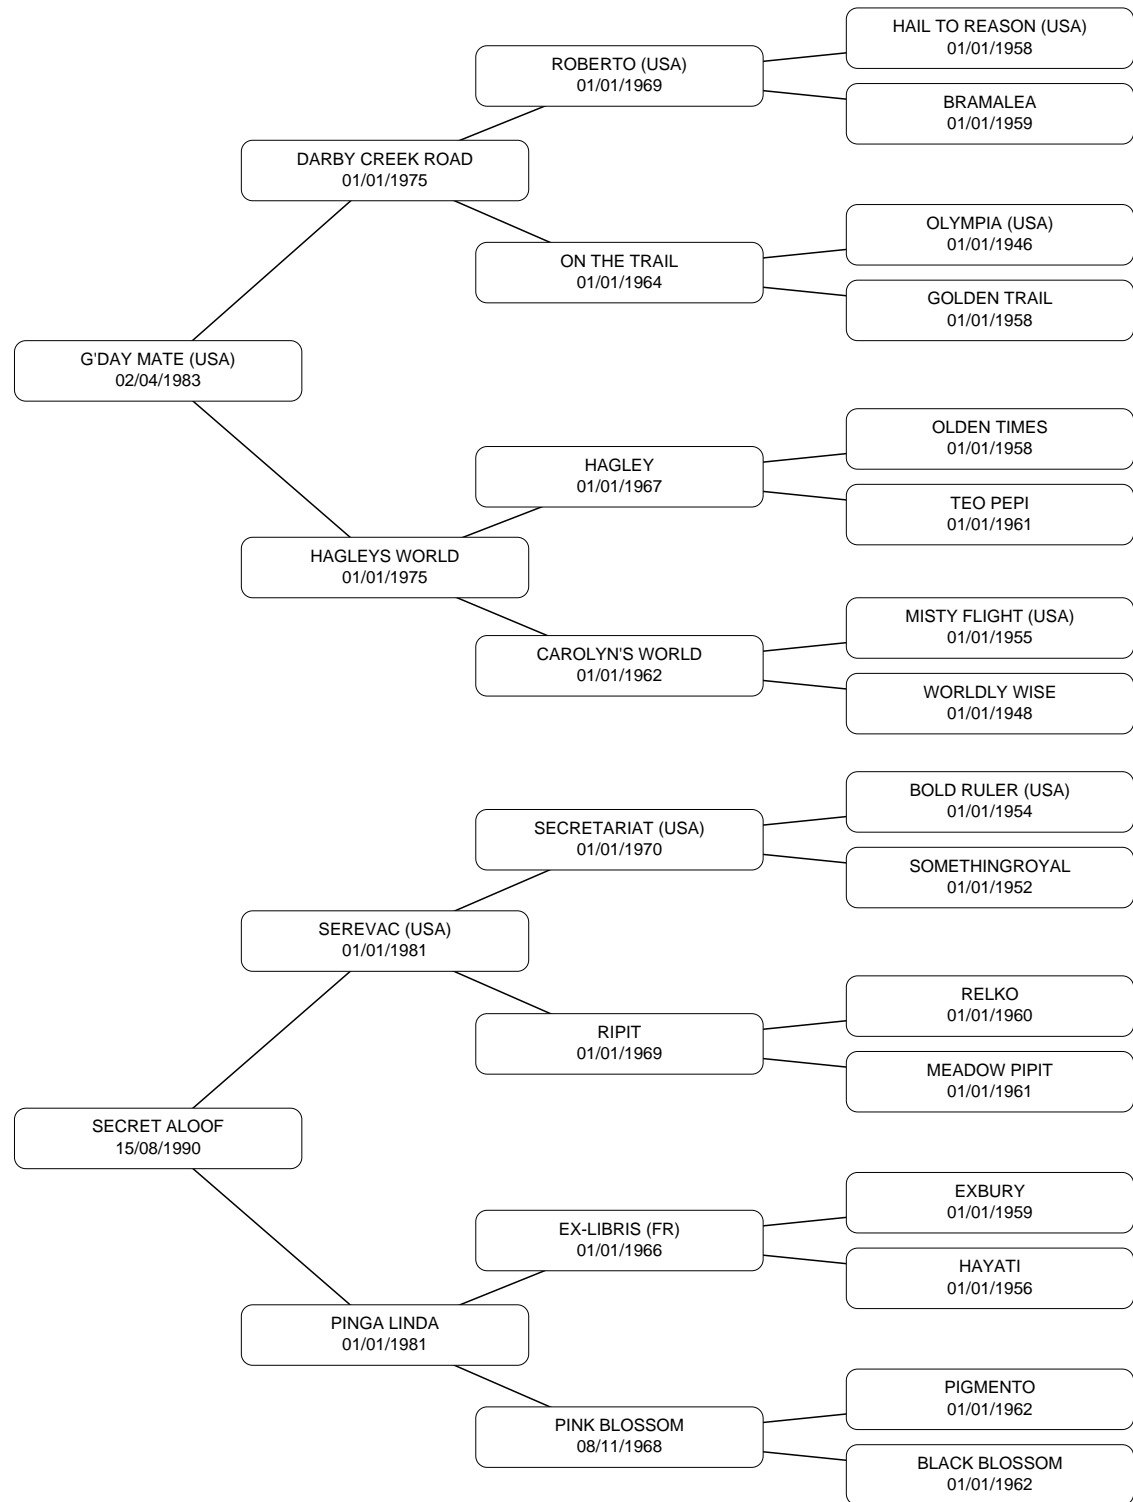 HAIL TO REASON (USA)
01/01/1958
ROBERTO (USA)
01/01/1969
BRAMALEA
01/01/1959
DARBY CREEK ROAD
01/01/1975
OLYMPIA (USA)
01/01/1946
ON THE TRAIL
01/01/1964
GOLDEN TRAIL
01/01/1958
G'DAY MATE (USA)
02/04/1983
OLDEN TIMES
01/01/1958
HAGLEY
01/01/1967
TEO PEPI
01/01/1961
HAGLEYS WORLD
01/01/1975
MISTY FLIGHT (USA)
01/01/1955
CAROLYN'S WORLD
01/01/1962
WORLDLY WISE
01/01/1948
BOLD RULER (USA)
01/01/1954
SECRETARIAT (USA)
01/01/1970
SOMETHINGROYAL
01/01/1952
SEREVAC (USA)
01/01/1981
RELKO
01/01/1960
RIPIT
01/01/1969
MEADOW PIPIT
01/01/1961
SECRET ALOOF
15/08/1990
EXBURY
01/01/1959
EX-LIBRIS (FR)
01/01/1966
HAYATI
01/01/1956
PINGA LINDA
01/01/1981
PIGMENTO
01/01/1962
PINK BLOSSOM
08/11/1968
BLACK BLOSSOM
01/01/1962